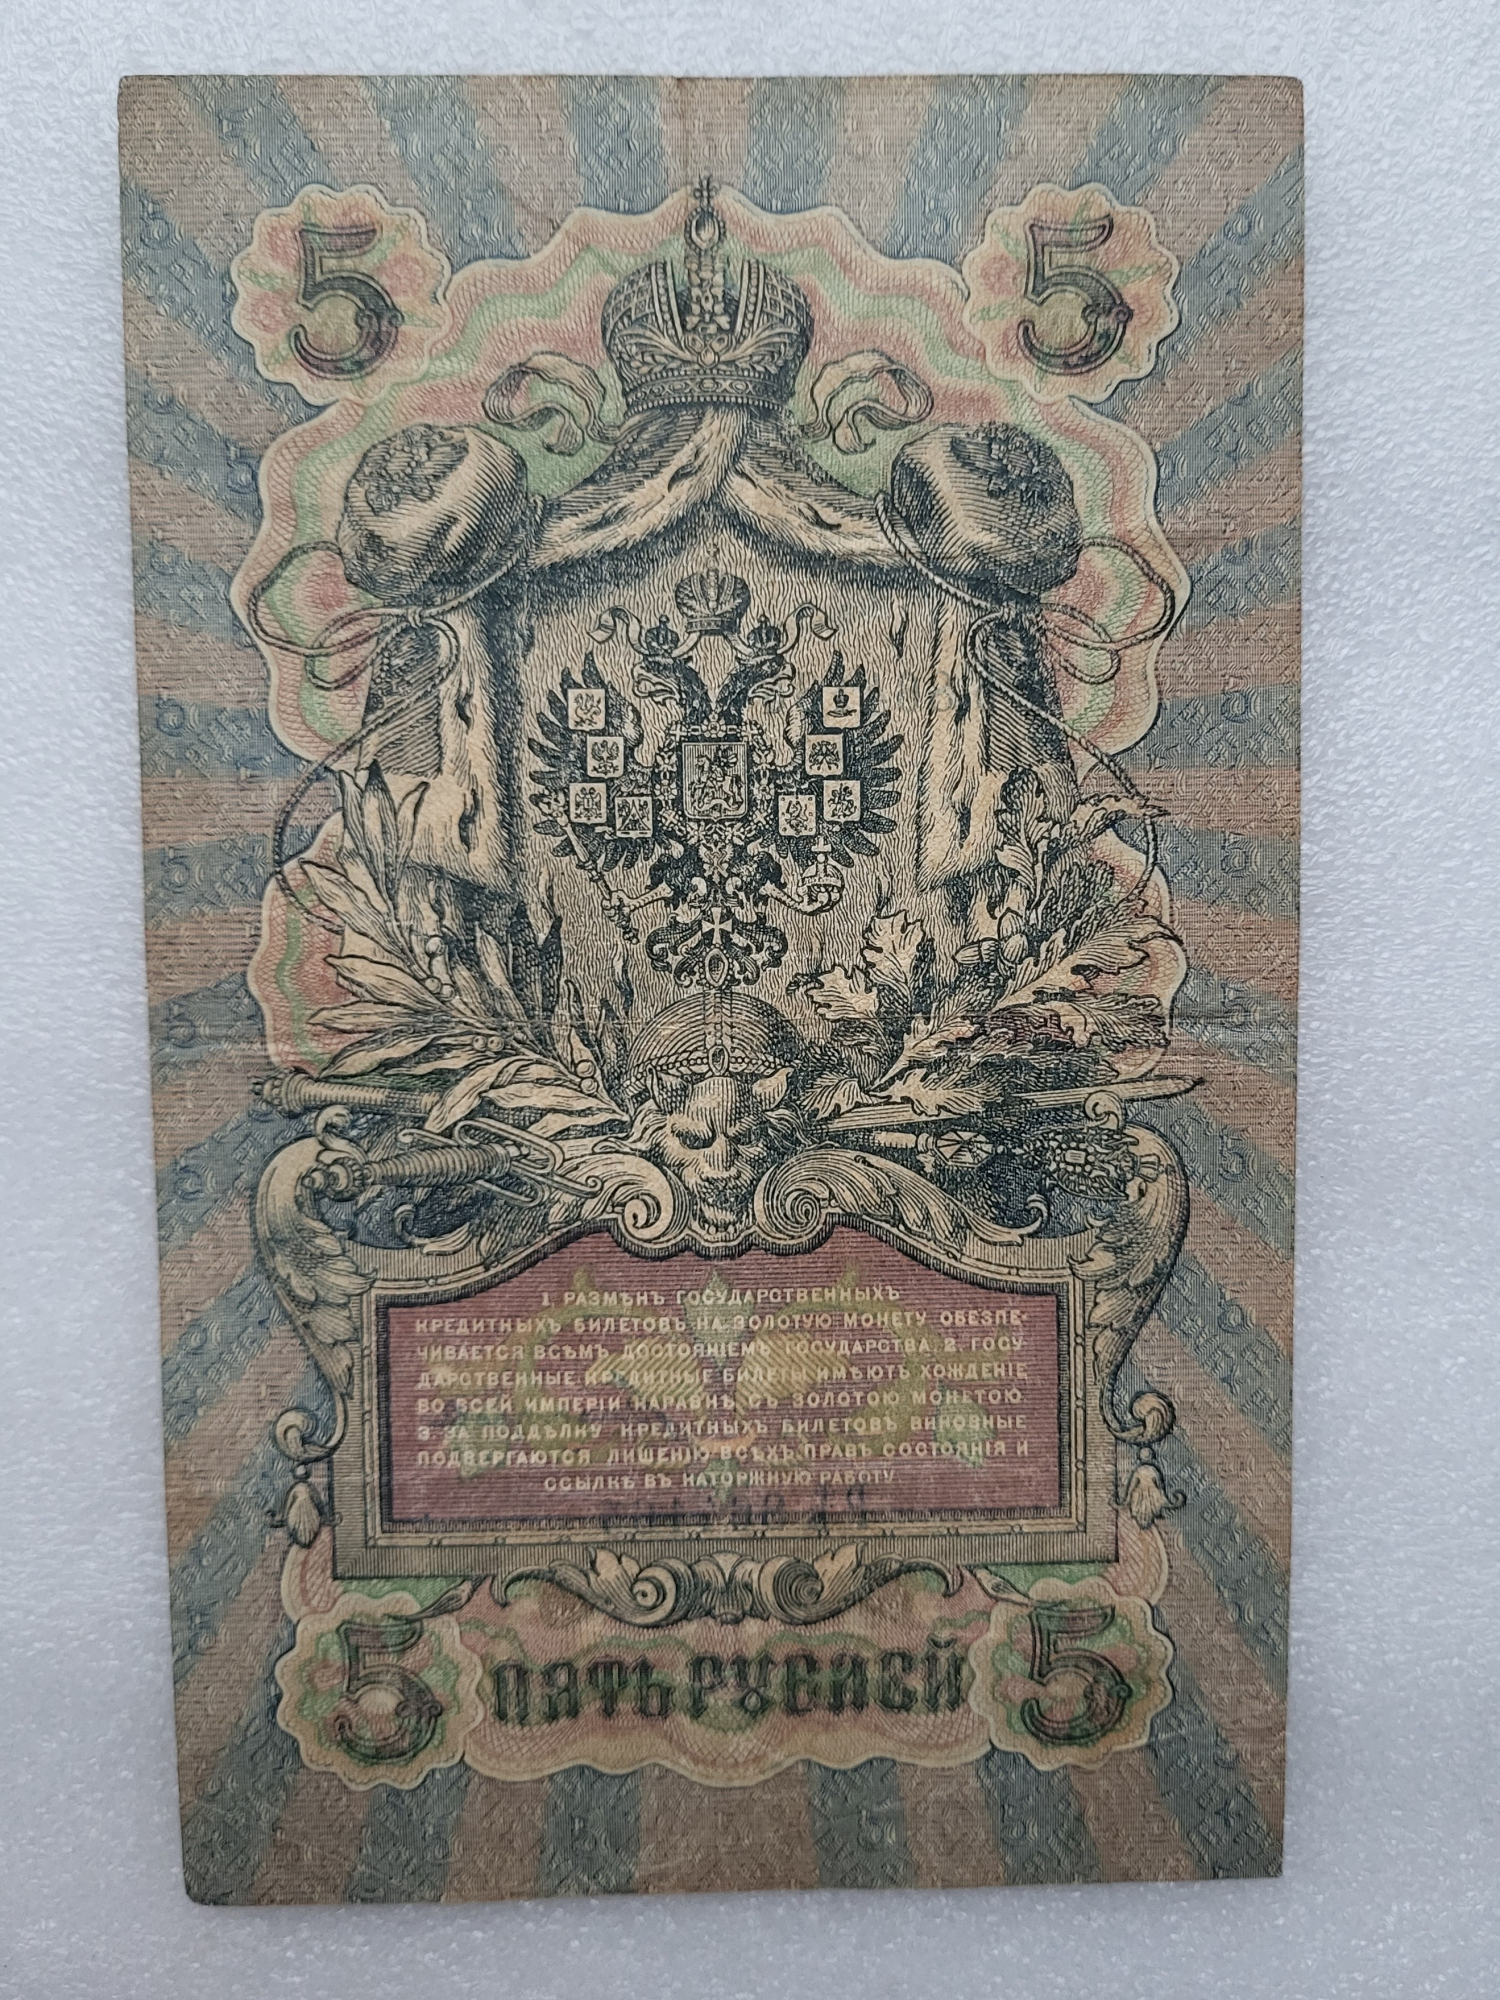 5 5
1. РАЗМѢНЪ ГОСУДАРСТВЕННЫХЪ
КРЕДИТНЫХЪ БИЛЕТОВЪ НА ЗОЛОТУЮ МОНЕТУ ОБЕЗПЕ-
ЧИВАЕТСЯ ВСѢМЪ ДОСТОЯНІЕМЪ ГОСУДАРСТВА. 2. ГОСУ-
ДАРСТВЕННЫЕ КРЕДИТНЫЕ БИЛЕТЫ ИМѢЮТЪ ХОЖДЕНІЕ
ВО ВСЕЙ ИМПЕРІИ НАРАВНѢ СЪ ЗОЛОТОЮ МОНЕТОЮ.
3. ЗА ПОДДѢЛКУ КРЕДИТНЫХЪ БИЛЕТОВЪ ВИНОВНЫЕ
ПОДВЕРГАЮТСЯ ЛИШЕНІЮ ВСѢХЪ ПРАВЪ СОСТОЯНІЯ И
ССЫЛКѢ ВЪ КАТОРЖНУЮ РАБОТУ.
5 ПЯТЬ РУБЛЕЙ 5